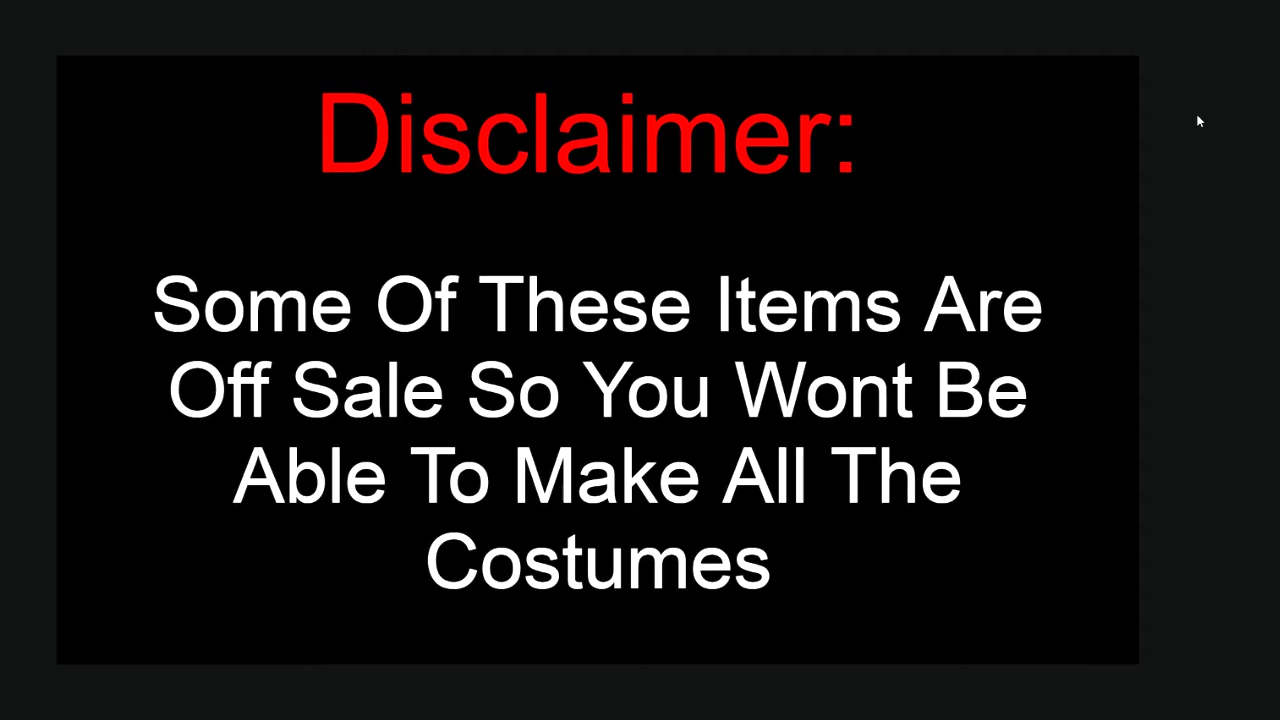 Disclaimer:
Some Of These Items Are
Off Sale So You Wont Be
Able To Make All The
Costumes